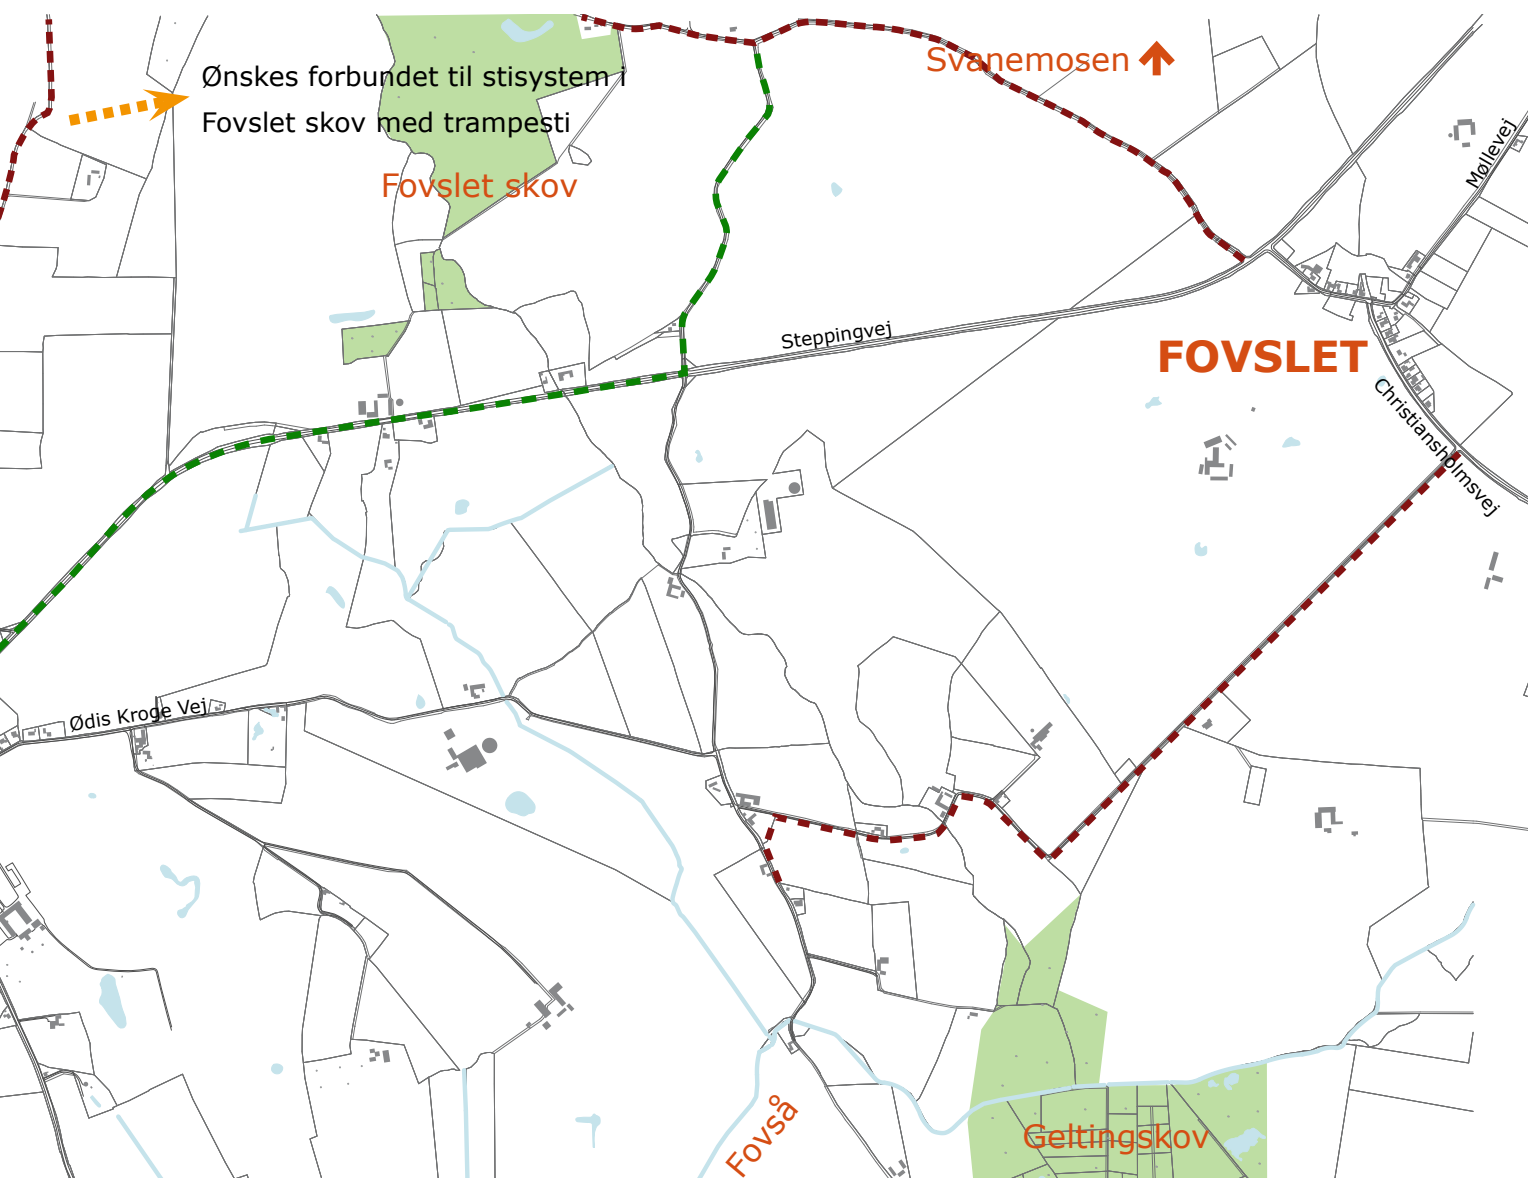 Svanemosen
Ønskes forbundet til stisystem i
Fovslet skov med trampesti
Fovslet skov
Møllevej
Steppingvej
FOVSLET
Christiansholmsvej
Ødis Kroge Vej
Fovså
Geltingskov